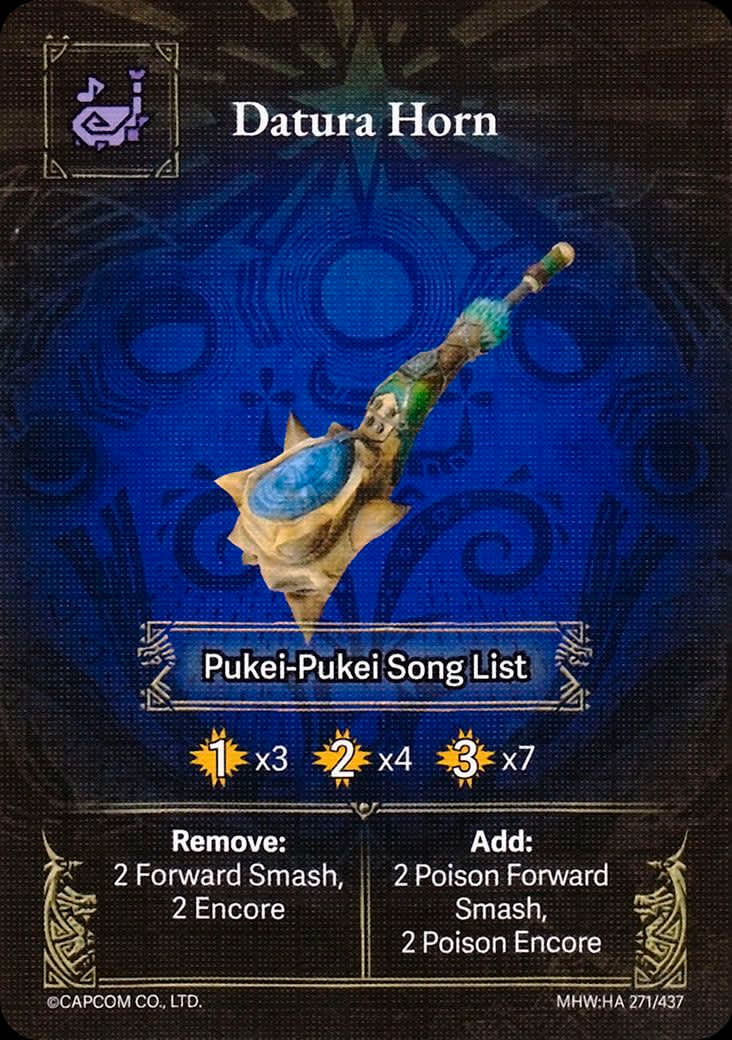 Datura Horn
Pukei-Pukei Song List
1 x3 2 x4 3 x7
Remove:
2 Forward Smash,
2 Encore
Add:
2 Poison Forward
Smash,
2 Poison Encore
©CAPCOM CO., LTD.
MHW:HA 271/437